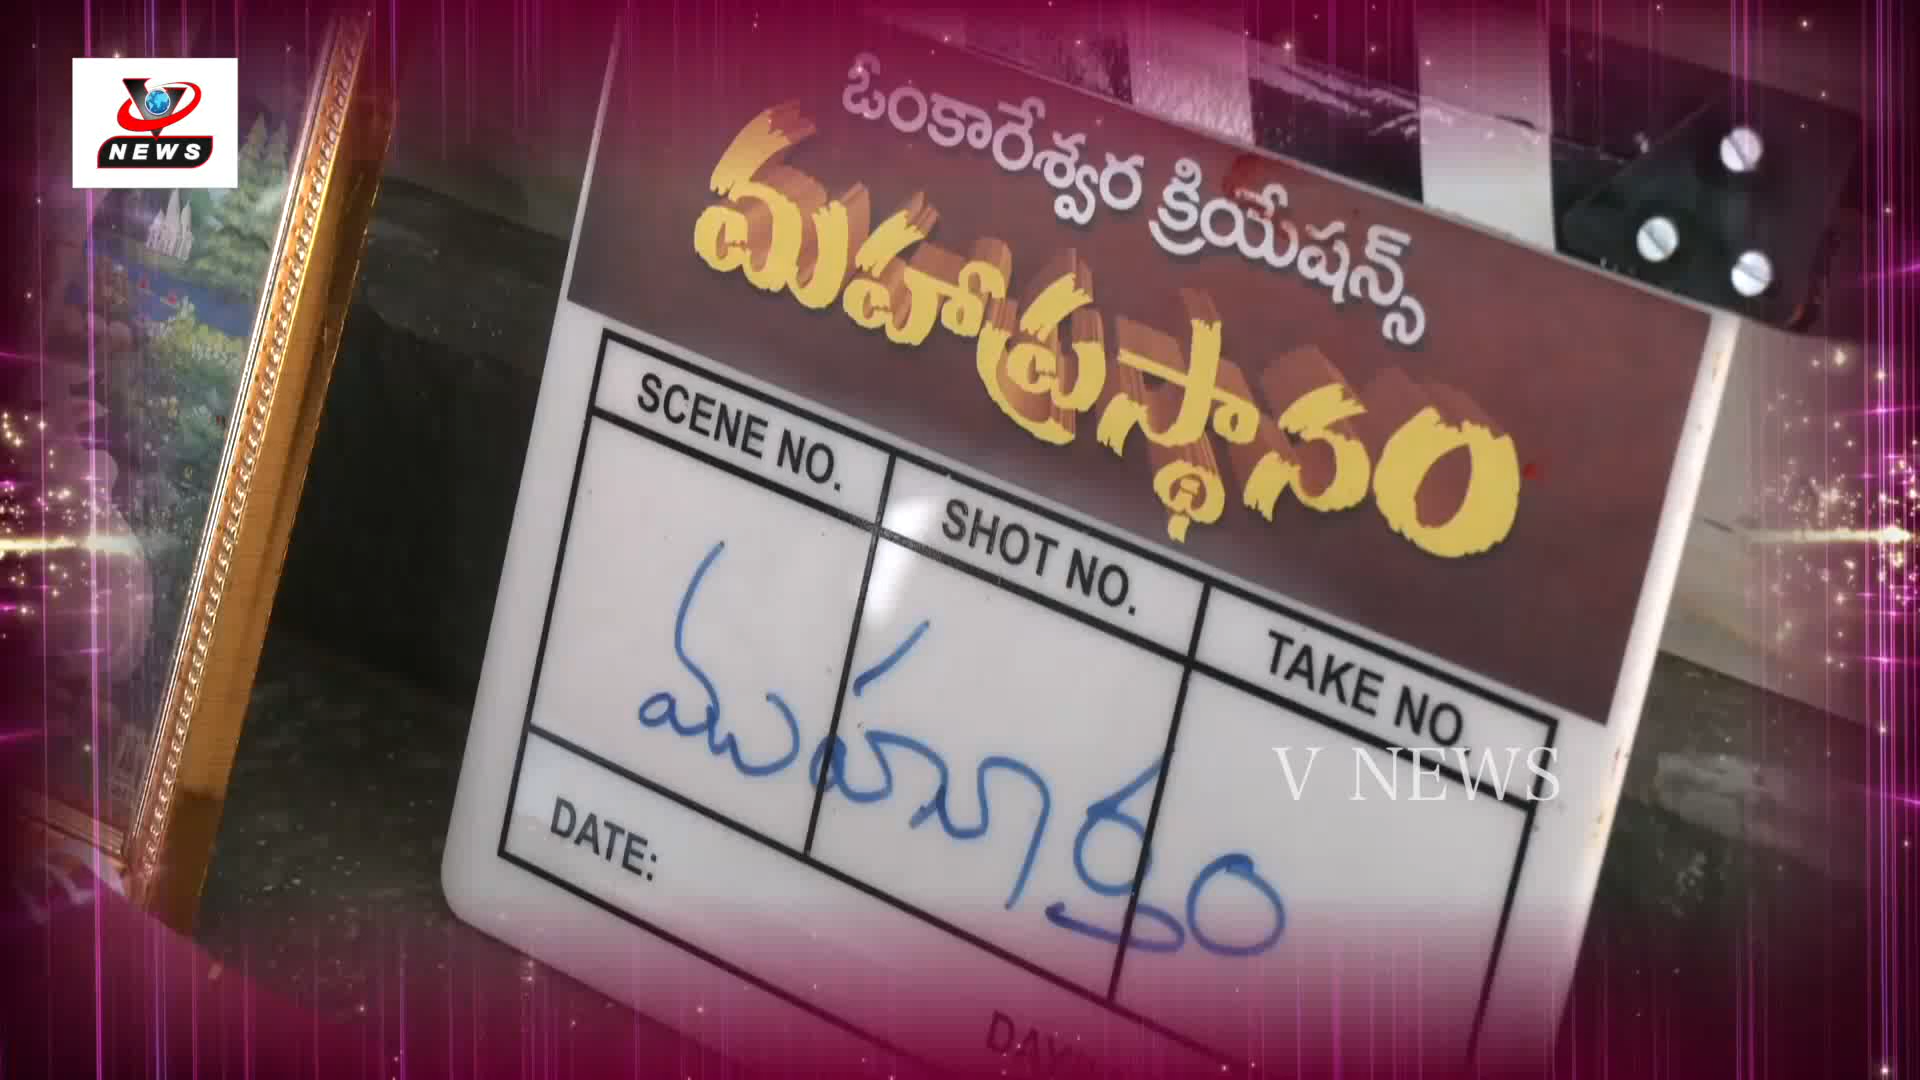 V
NEWS
ఓంకారేశ్వర క్రియేషన్స్
మహాప్రస్థానం
SCENE NO.
SHOT NO.
TAKE NO.
ముహూర్తం
V NEWS
DATE: